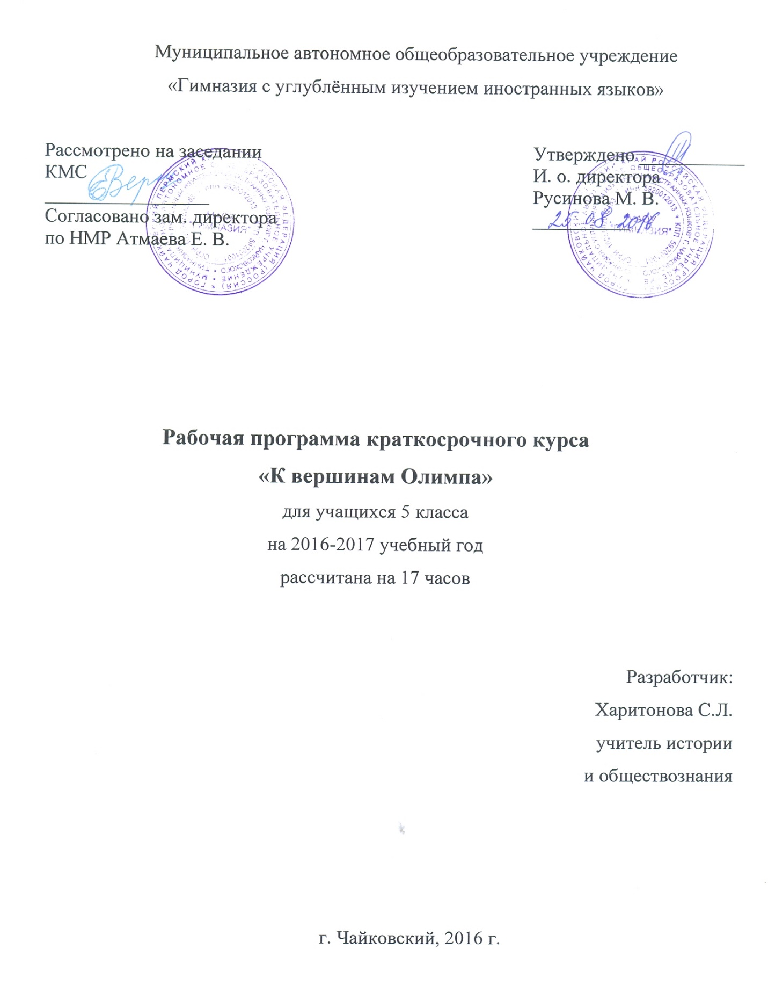 Муниципальное автономное общеобразовательное учреждение
«Гимназия с углублённым изучением иностранных языков»
Рассмотрено на заседании
КМС
Согласовано зам. директора
по НМР Атмаева Е. В.
Утверждено
И. о. директора
Русинова М. В.
25 08. 2016
Рабочая программа краткосрочного курса
«К вершинам Олимпа»
для учащихся 5 класса
на 2016-2017 учебный год
рассчитана на 17 часов
Разработчик:
Харитонова С.Л.
учитель истории
и обществознания
г. Чайковский, 2016 г.